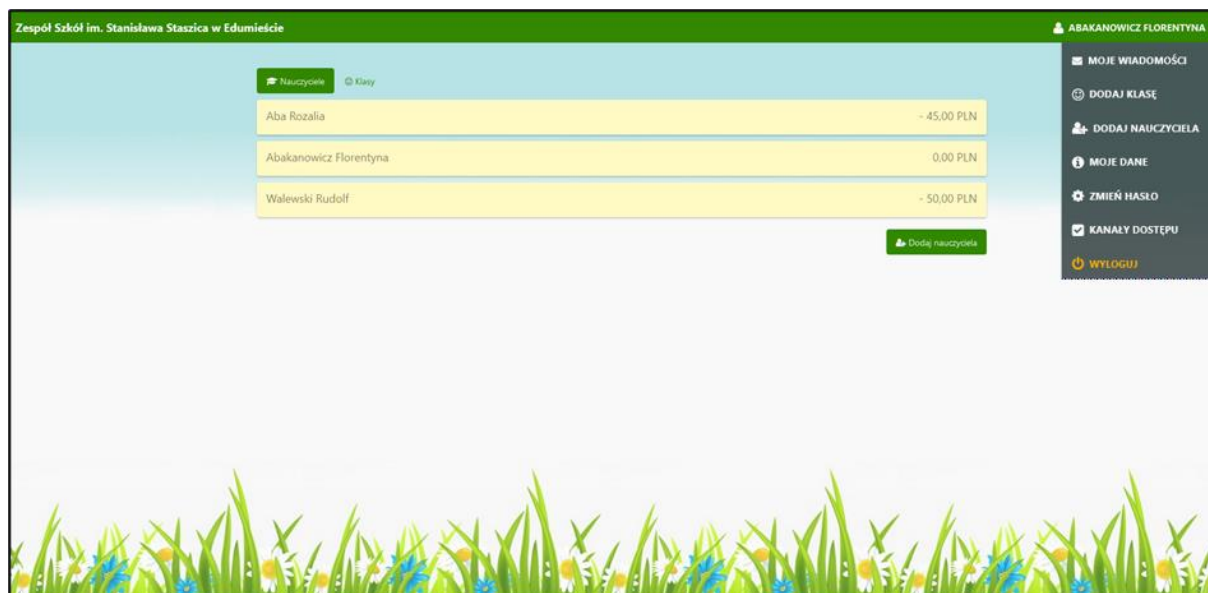 Zespół Szkół im. Stanisława Staszica w Edumieście
ABAKANOWICZ FLORENTYNA
MOJE WIADOMOŚCI
DODAJ KLASĘ
DODAJ NAUCZYCIELA
MOJE DANE
ZMIEŃ HASŁO
KANAŁY DOSTĘPU
WYLOGUJ
Nauczyciele Klasy
Aba Rozalia - 45,00 PLN
Abakanowicz Florentyna 0,00 PLN
Walewski Rudolf - 50,00 PLN
Dodaj nauczyciela